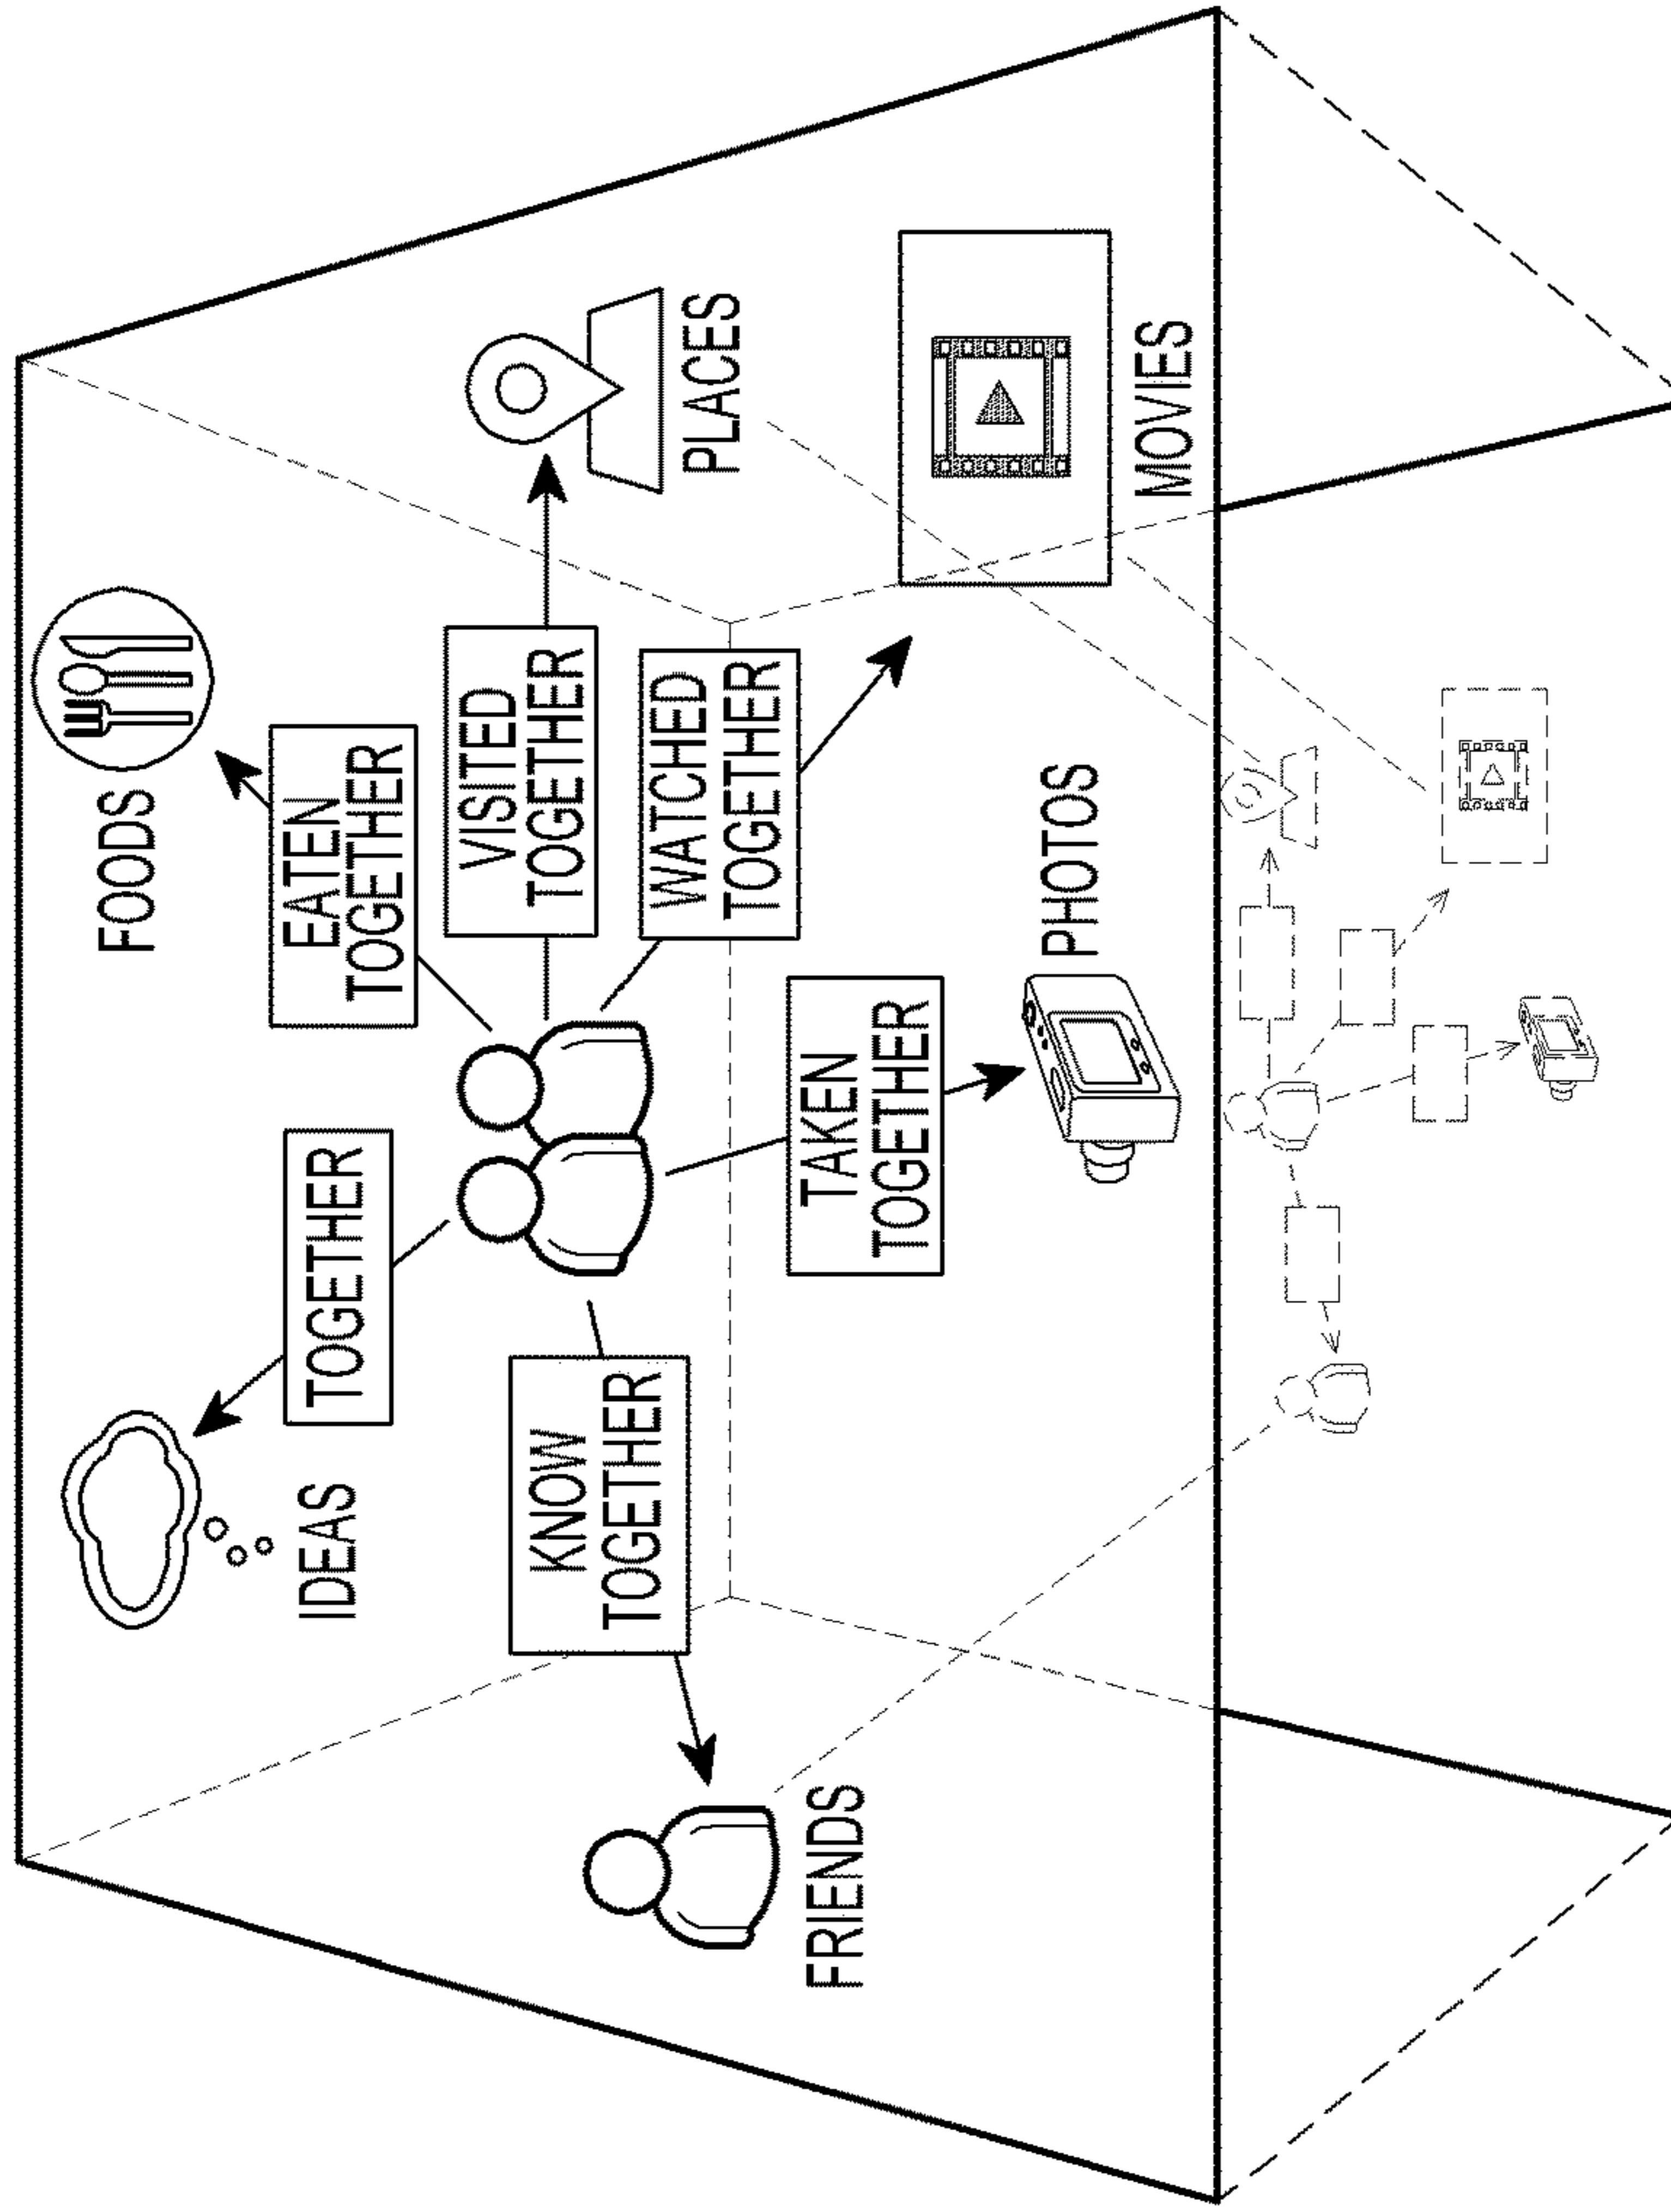 IDEAS
TOGETHER
FOODS
EATEN
TOGETHER
VISITED
TOGETHER
PLACES
WATCHED
TOGETHER
MOVIES
KNOW
TOGETHER
FRIENDS
TAKEN
TOGETHER
PHOTOS